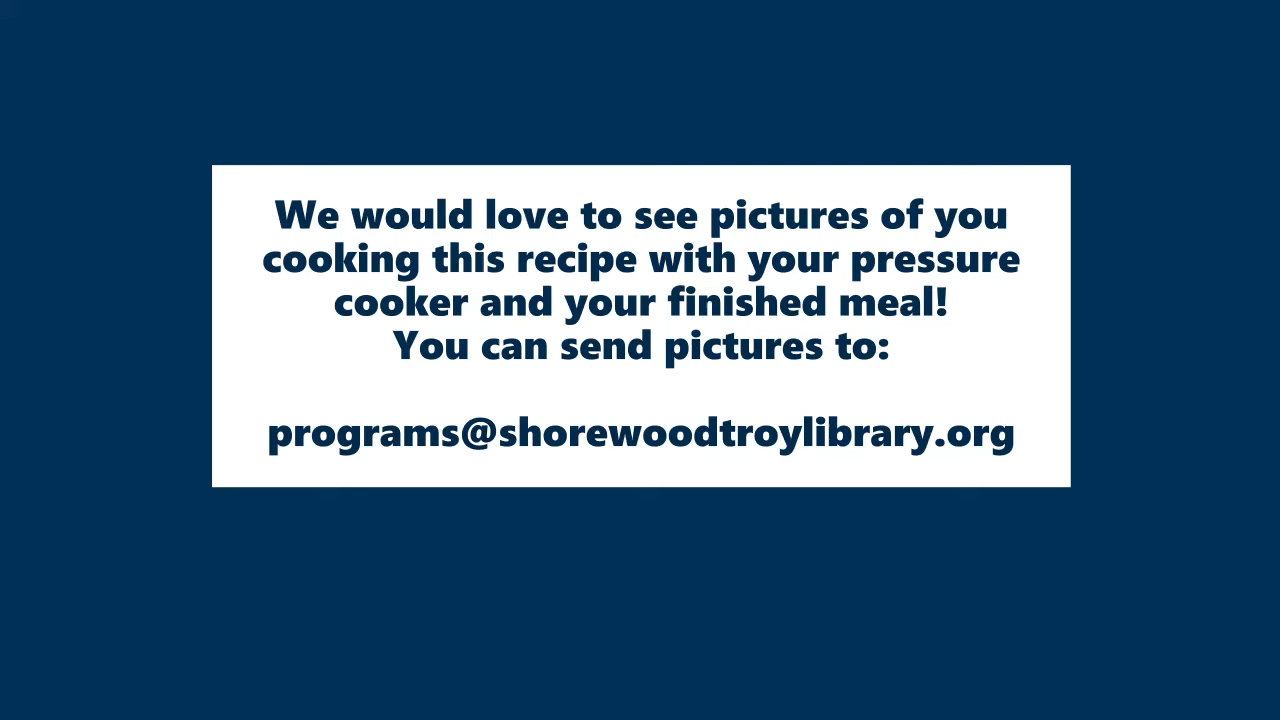 We would love to see pictures of you
cooking this recipe with your pressure
cooker and your finished meal!
You can send pictures to:
programs@shorewoodtroylibrary.org